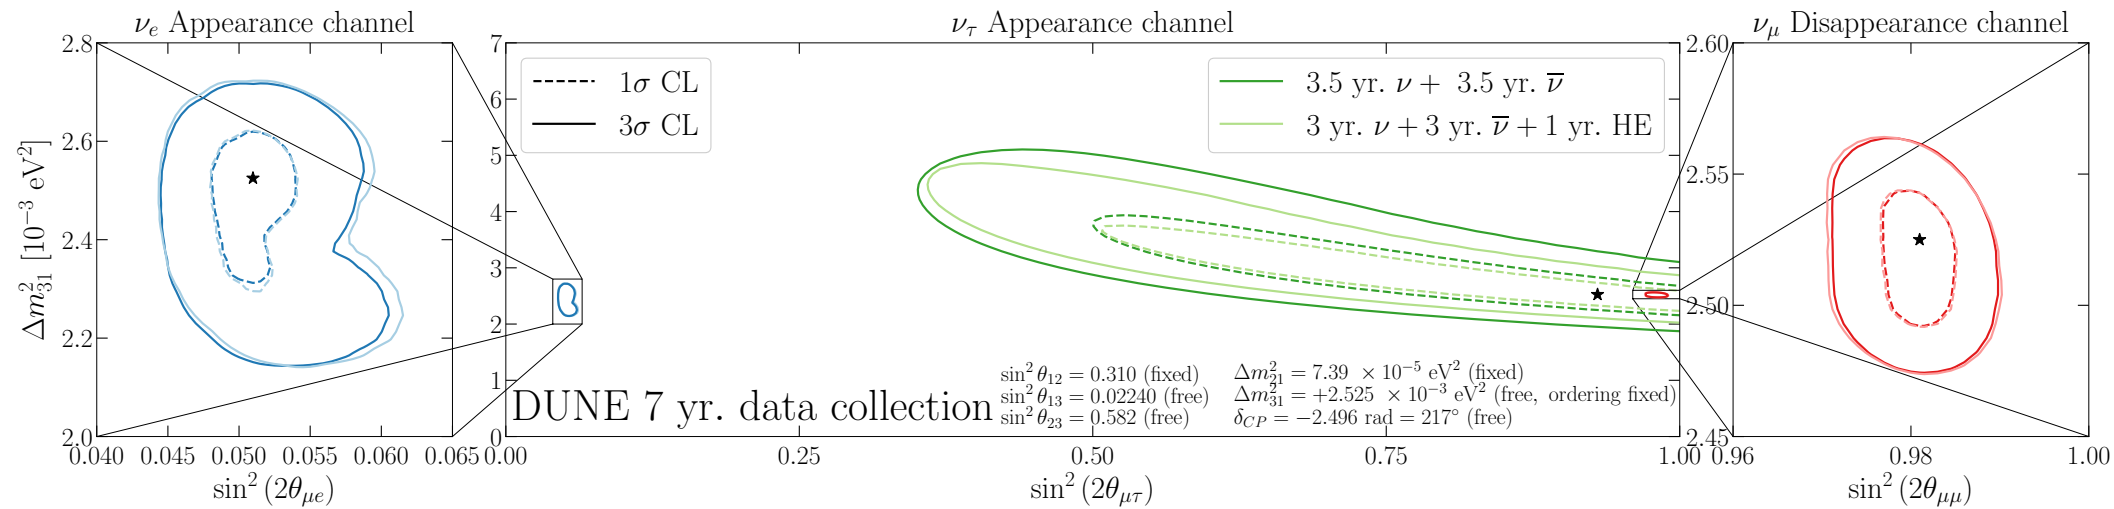 νe Appearance channel
ντ Appearance channel
νμ Disappearance channel
2.8
2.6
2.4
2.2
2.0
Δm²31 [10−3 eV²]
0.040 0.045 0.050 0.055 0.060 0.065
sin² (2θμe)
1σ CL
3σ CL
3.5 yr. ν + 3.5 yr. ν̅
3 yr. ν + 3 yr. ν̅ + 1 yr. HE
7
6
5
4
3
2
1
0
DUNE 7 yr. data collection
sin² θ12 = 0.310 (fixed)
sin² θ13 = 0.02240 (free)
sin² θ23 = 0.582 (free)
Δm²21 = 7.39 × 10−5 eV² (fixed)
Δm²31 = +2.525 × 10−3 eV² (free, ordering fixed)
δCP = −2.496 rad = 217° (free)
0.00 0.25 0.50 0.75 1.00
sin² (2θμτ)
2.60
2.55
2.50
2.45
0.96 0.98 1.00
sin² (2θμμ)